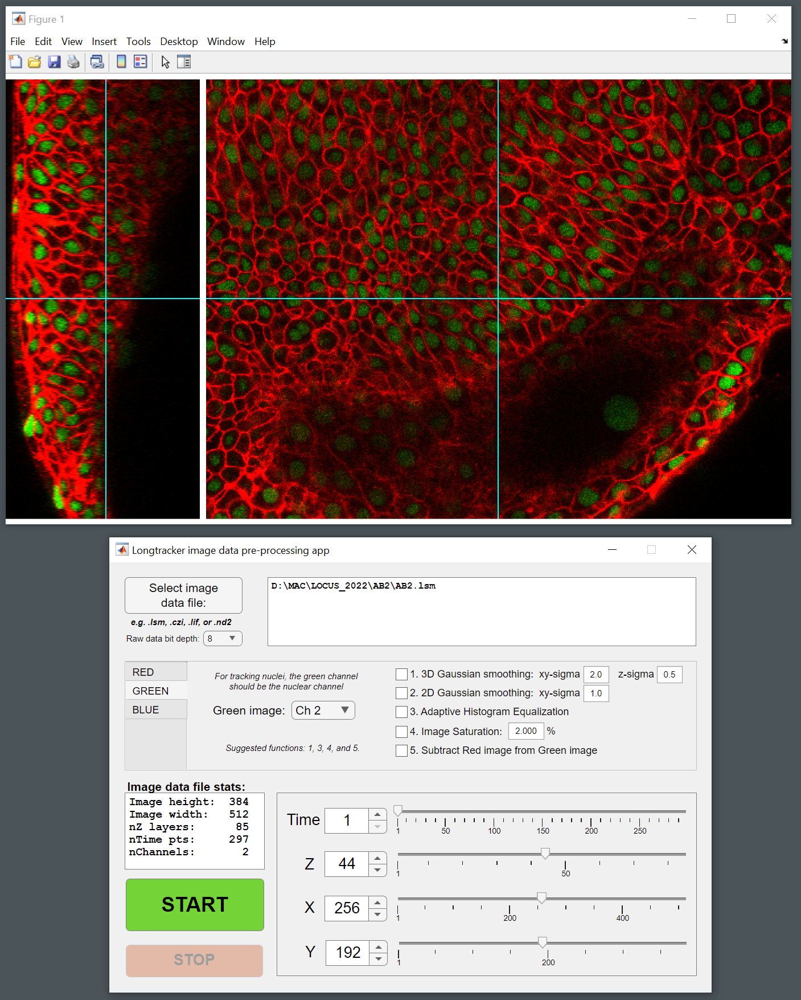 Figure 1
File Edit View Insert Tools Desktop Window Help
Longtracker image data pre-processing app
Select image
data file:
D:\MAC\LOCUS_2022\AB2\AB2.lsm
e.g. .lsm, .czi, .lif, or .nd2
Raw data bit depth: 8
RED
GREEN
BLUE
For tracking nuclei, the green channel
should be the nuclear channel
Green image: Ch 2
Suggested functions: 1, 3, 4, and 5.
1. 3D Gaussian smoothing: xy-sigma 2.0 z-sigma 0.5
2. 2D Gaussian smoothing: xy-sigma 1.0
3. Adaptive Histogram Equalization
4. Image Saturation: 2.000 %
5. Subtract Red image from Green image
Image data file stats:
Image height: 384
Image width: 512
nZ layers: 85
nTime pts: 297
nChannels: 2
START
STOP
Time 1
1 50 100 150 200 250
Z 44
1 50
X 256
1 200 400
Y 192
1 200